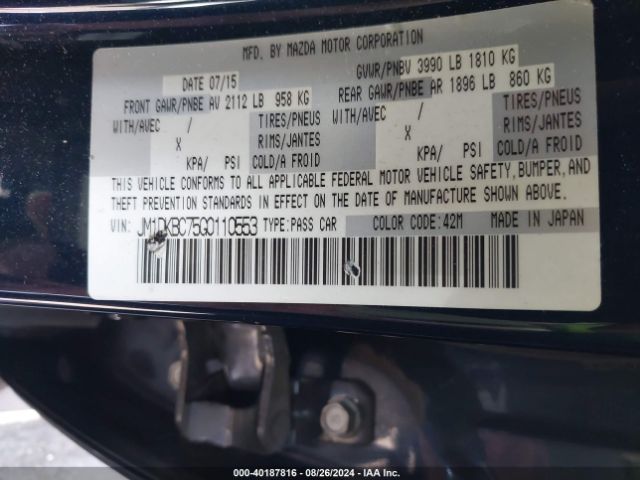 MFD. BY MAZDA MOTOR CORPORATION
DATE 07/15 GVWR/PNBV 3990 LB 1810 KG
FRONT GAWR/PNBE AV 2112 LB 958 KG REAR GAWR/PNBE AR 1896 LB 860 KG
WITH/AVEC / TIRES/PNEUS WITH/AVEC / TIRES/PNEUS
X RIMS/JANTES X RIMS/JANTES
KPA/ PSI COLD/A FROID KPA/ PSI COLD/A FROID
THIS VEHICLE CONFORMS TO ALL APPLICABLE FEDERAL MOTOR VEHICLE SAFETY, BUMPER, AND
THEFT PREVENTION STANDARDS IN EFFECT ON THE DATE OF MANUFACTURE SHOWN ABOVE.
VIN: JM1DKBC75G0110553 TYPE:PASS CAR COLOR CODE:42M MADE IN JAPAN
000-40187816 - 08/26/2024 - IAA Inc.